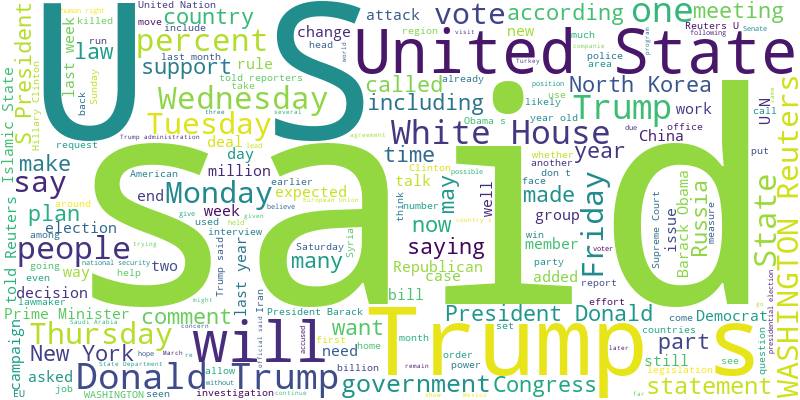 U S
said
United State
Trump s
will
Donald Trump
people
percent
Wednesday
Tuesday
Monday
Thursday
Friday
White House
Trump
vote
one
country
according
meeting
law
support
called
including
North Korea
S President
say
make
plan
time
year
made
may
now
saying
many
State
WASHINGTON Reuters
President Donald
government
Congress
statement
part
want
need
comment
New York
Prime Minister
told Reuters
Islamic State
Hillary Clinton
last week
last month
last year
told reporters
United Nation
human right
killed
move
include
run
back
Sunday
request
rule
take
deal
day
million
American
end
earlier
expected
week
used
held
interview
election
among
going
even
way
help
two
decision
lawmaker
campaign
EU
asked
job
WASHINGTON
seen
hope
March
re
investigation
State Department
allow
without
continue
official said
accused
first
billion
home
month
order
power
set
effort
report
countries
come
Democrat
still
see
question
legislation
issue
Supreme Court
Barack Obama
Russia
measure
voter
win
party
added
member
group
case
bill
Republican
talk
Clinton
Obama s
think
number
possible
well
likely
use
year old
whether
another
don t
face
due
office
China
work
U N
call
put
new
much
already
region
visit
police
area
attack
change
head
world
Reuters U
following
Senate
companie
program
position
Turkey
agreement
three
several
lead
Trump administration
around
give
given
believe
European Union
Saturday
Syria
Trump said
Iran
President Barack
national security
Saudi Arabia
concern
trying
might
remain
later
show
Mexico
far
go
presidential election
country s